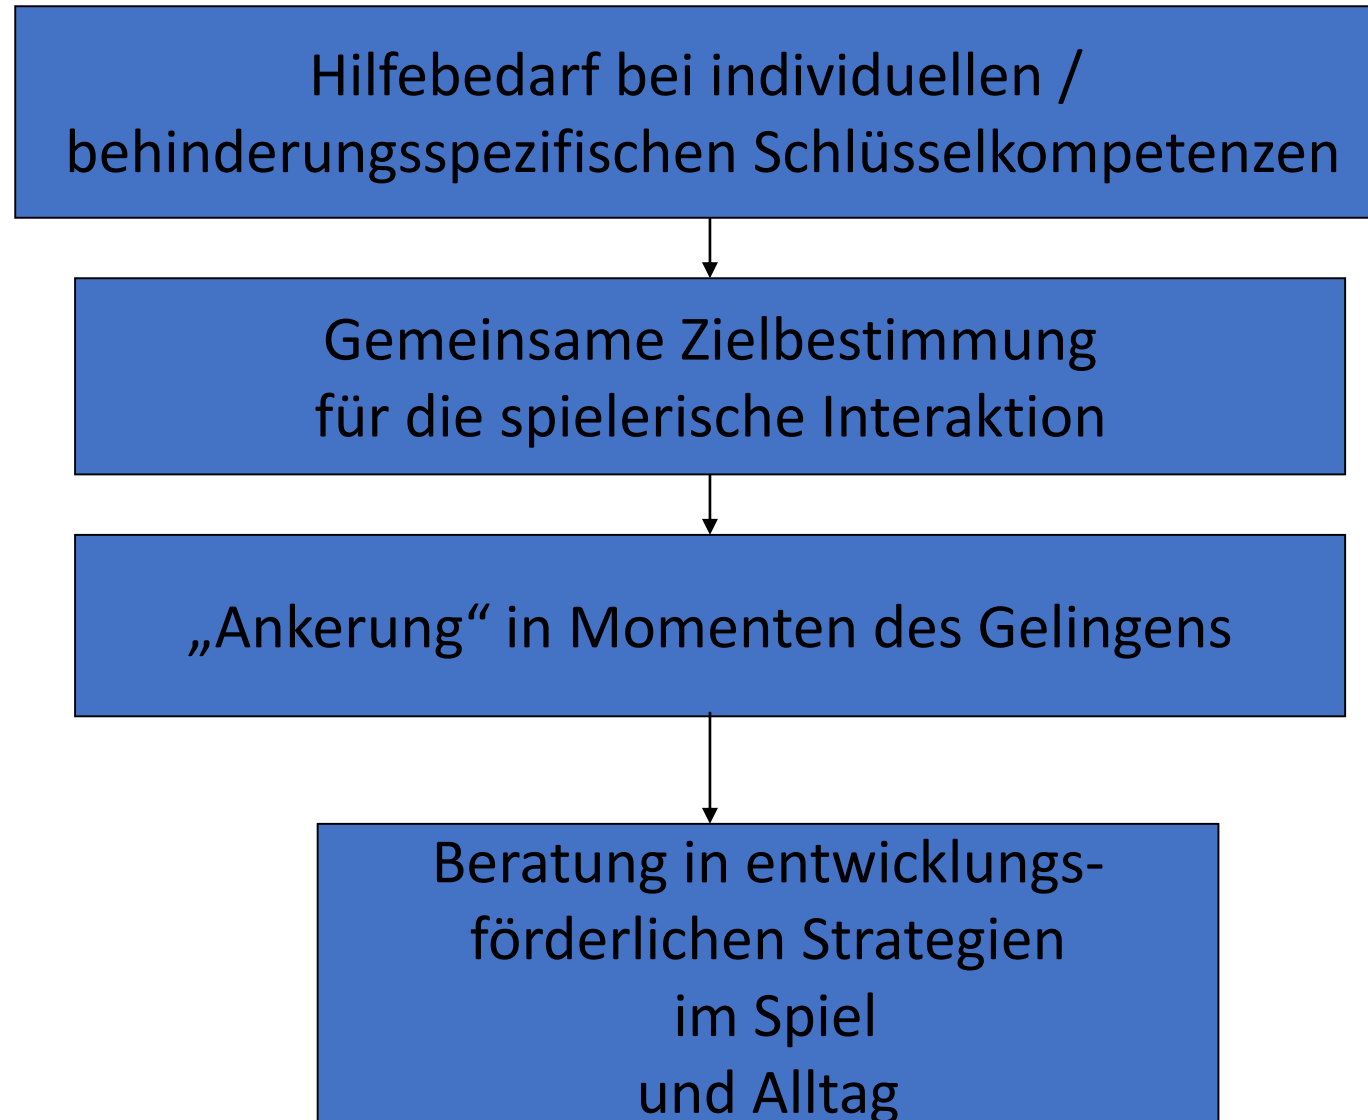 Hilfebedarf bei individuellen /
behinderungsspezifischen Schlüsselkompetenzen
Gemeinsame Zielbestimmung
für die spielerische Interaktion
„Ankerung“ in Momenten des Gelingens
Beratung in entwicklungs-
förderlichen Strategien
im Spiel
und Alltag